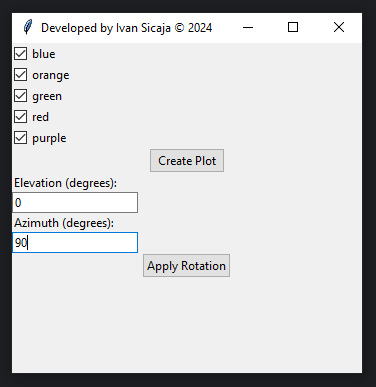 Developed by Ivan Sicaja © 2024
blue
orange
green
red
purple
Create Plot
Elevation (degrees):
0
Azimuth (degrees):
90
Apply Rotation